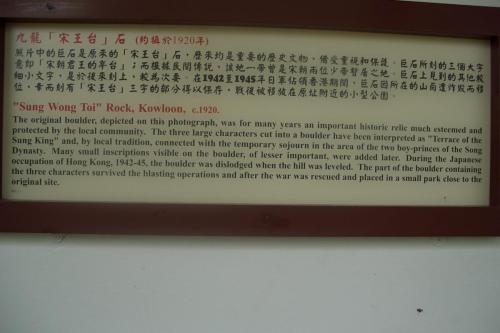 九龍「宋王台」石 (約攝於1920年)
照片中的巨石是原來的「宋王台」石，歷來均是重要的歷史文物，備受重視和保護。巨石所刻的三個大字
意即「宋朝君王的亭台」；而根據民間傳說，該地一帶曾是宋朝兩位少帝暫居之地。巨石上見到的其他較
細小文字，是於後來刻上，較為次要。在1942至1945年日軍佔領香港期間，巨石因所在的山崗遭炸毀而移
位，幸而刻有「宋王台」三字的部分得以保存，戰後被移放在原址附近的小型公園。
"Sung Wong Toi" Rock, Kowloon, c.1920.
The original boulder, depicted on this photograph, was for many years an important historic relic much esteemed and
protected by the local community. The three large characters cut into a boulder have been interpreted as "Terrace of the
Sung King" and, by local tradition, connected with the temporary sojourn in the area of the two boy-princes of the Song
Dynasty. Many small inscriptions visible on the boulder, of lesser important, were added later. During the Japanese
occupation of Hong Kong, 1942-45, the boulder was dislodged when the hill was leveled. The part of the boulder containing
the three characters survived the blasting operations and after the war was rescued and placed in a small park close to the
original site.